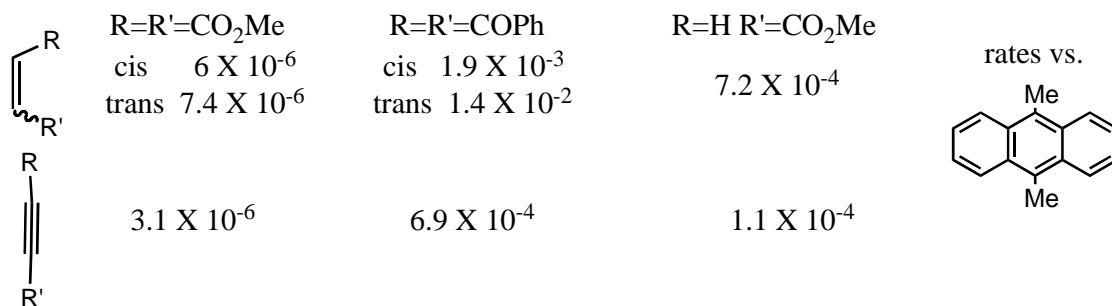 R=R'=CO₂Me R=R'=COPh R=H R'=CO₂Me
R
cis 6 X 10⁻⁶ cis 1.9 X 10⁻³ rates vs.
trans 7.4 X 10⁻⁶ trans 1.4 X 10⁻² 7.2 X 10⁻⁴
R'
Me
R
3.1 X 10⁻⁶ 6.9 X 10⁻⁴ 1.1 X 10⁻⁴
Me
R'